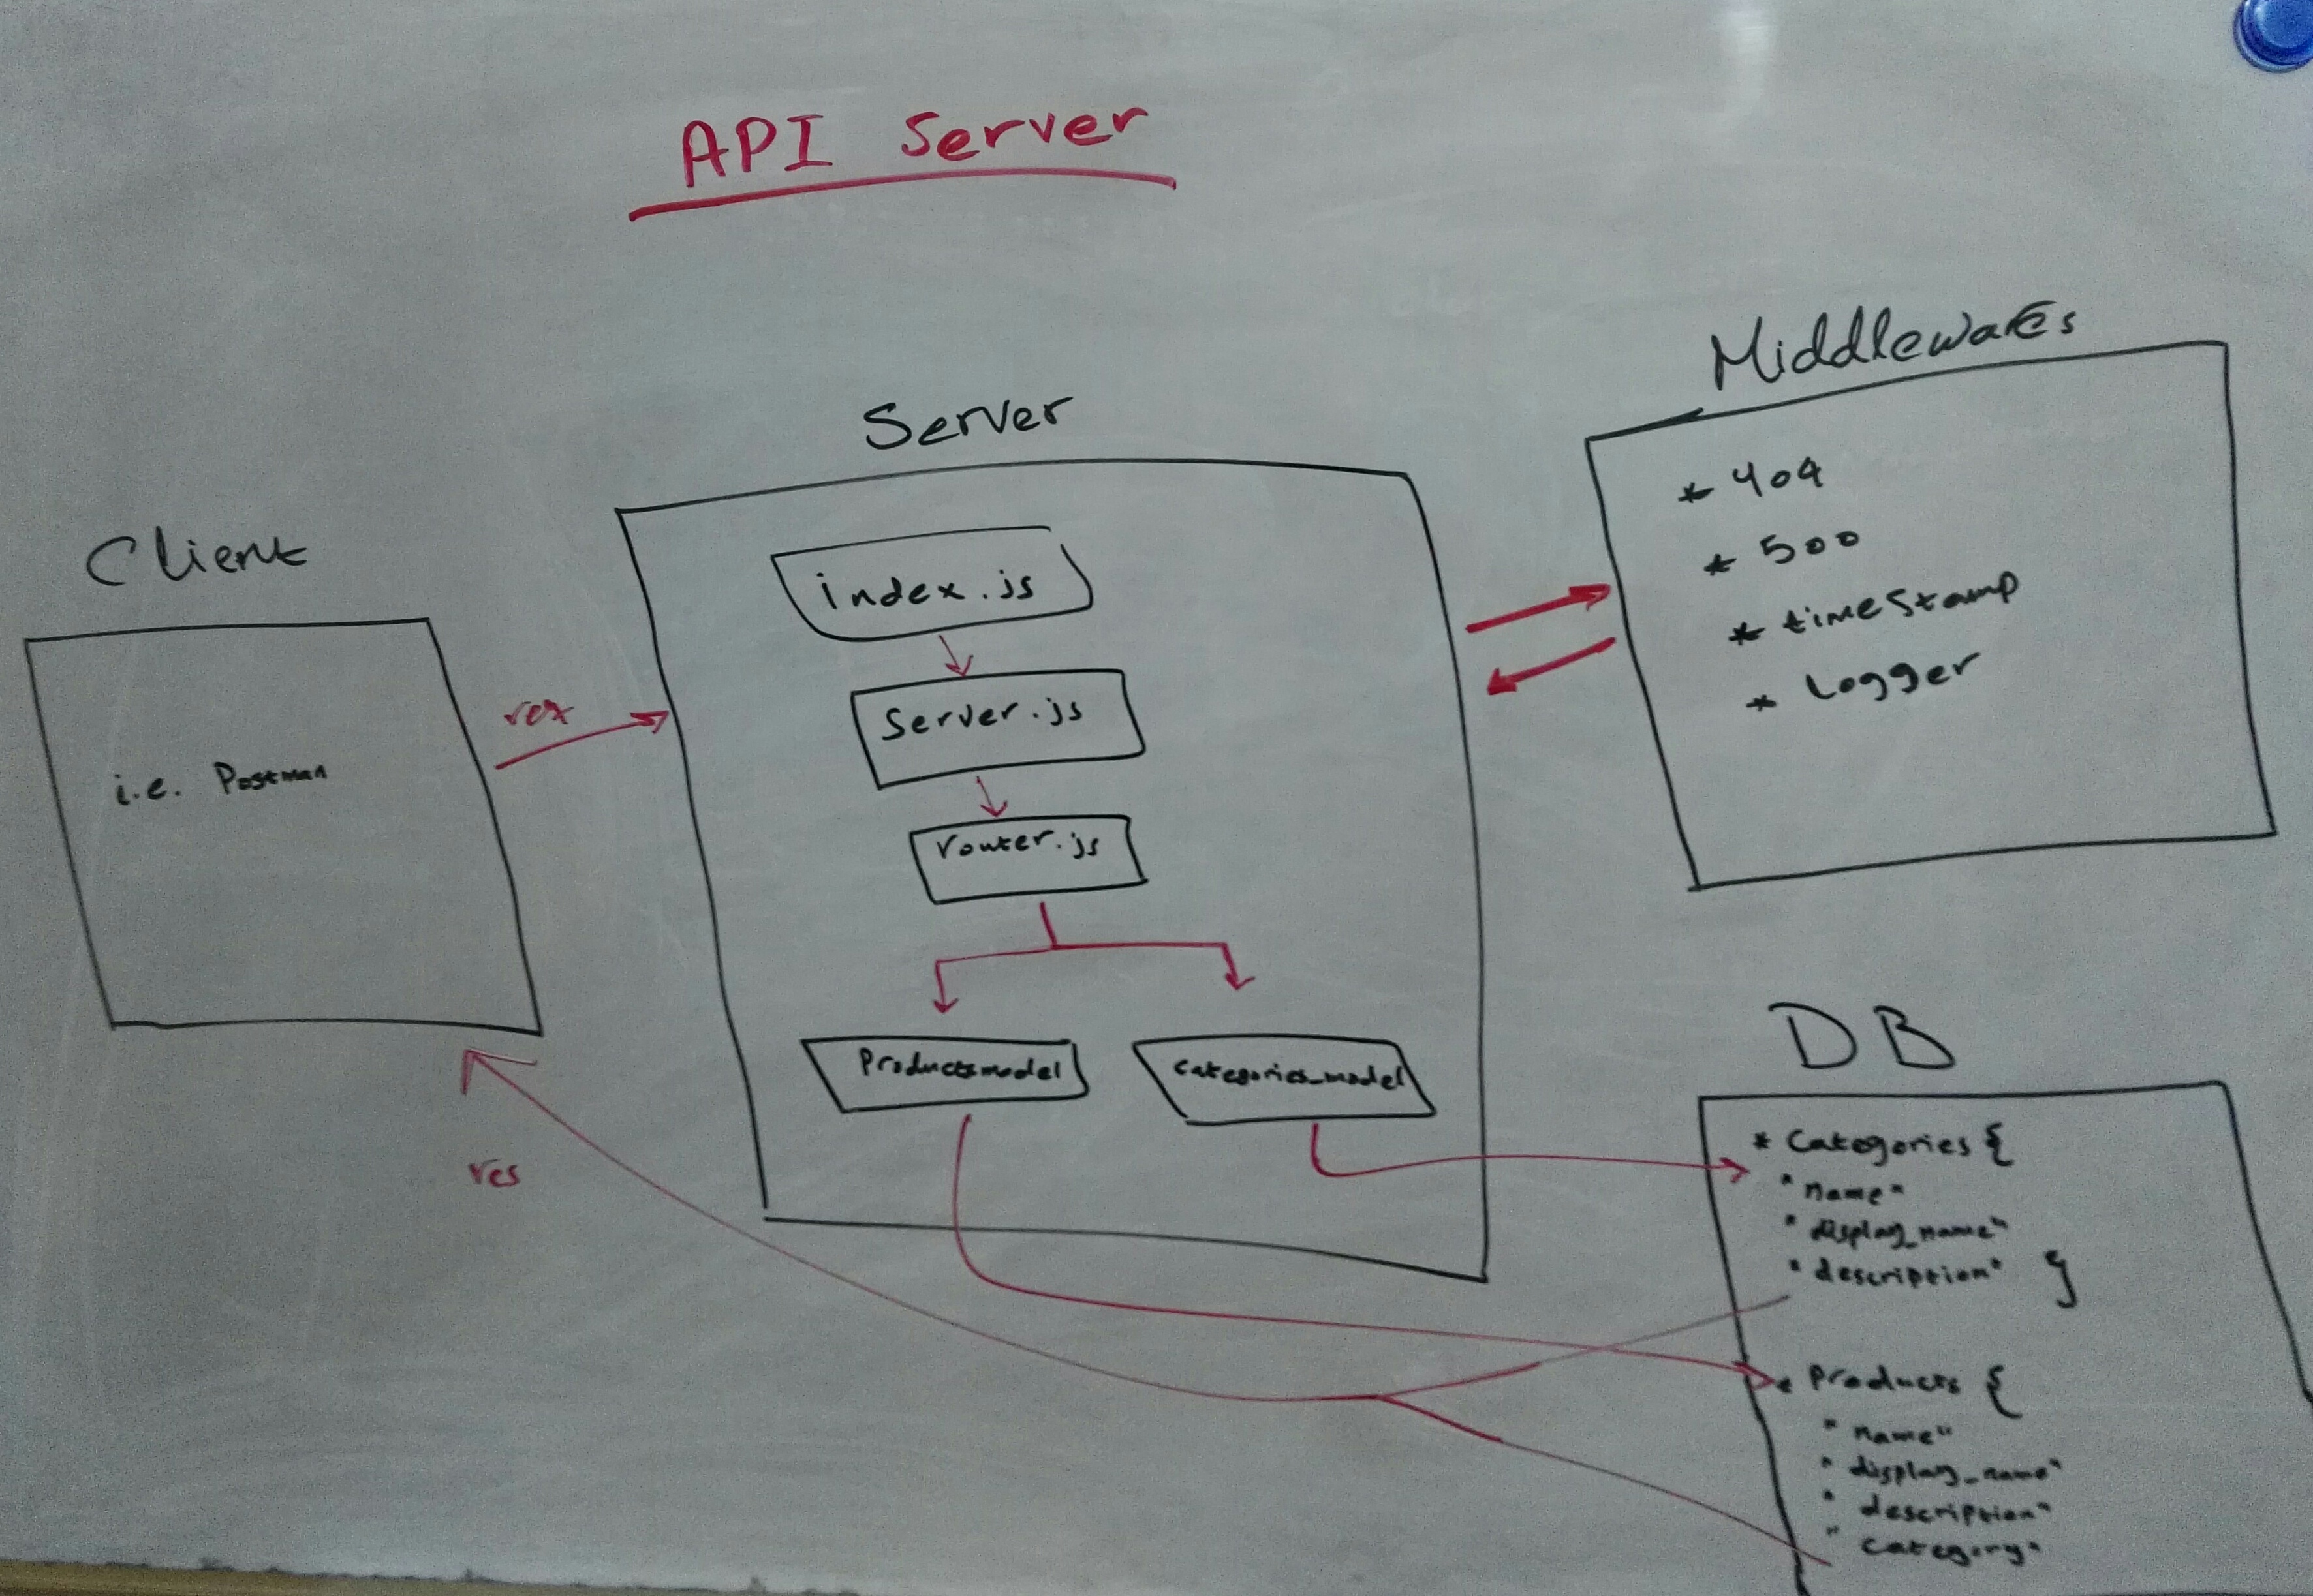 API Server
Client
i.e. Postman
req
res
Server
index.js
Server.js
router.js
Productsmodel
categories_model
Middlewares
* 404
* 500
* timeStamp
* Logger
DB
* Categories {
"name"
"display_name"
"description" }
* Products {
"name"
"display_name"
"description"
"category"